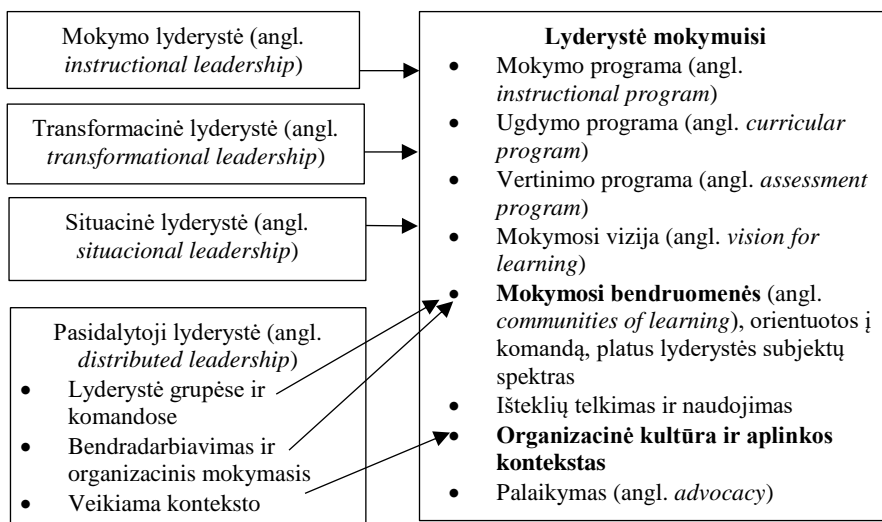 Mokymo lyderystė (angl.
instructional leadership)
Transformacinė lyderystė (angl.
transformational leadership)
Situacinė lyderystė (angl.
situacional leadership)
Pasidalytoji lyderystė (angl.
distributed leadership)
• Lyderystė grupėse ir
komandose
• Bendradarbiavimas ir
organizacinis mokymasis
• Veikiama konteksto
Lyderystė mokymuisi
• Mokymo programa (angl.
instructional program)
• Ugdymo programa (angl. curricular
program)
• Vertinimo programa (angl. assessment
program)
• Mokymosi vizija (angl. vision for
learning)
• Mokymosi bendruomenės (angl.
communities of learning), orientuotos į
komandą, platus lyderystės subjektų
spektras
• Išteklių telkimas ir naudojimas
• Organizacinė kultūra ir aplinkos
kontekstas
• Palaikymas (angl. advocacy)